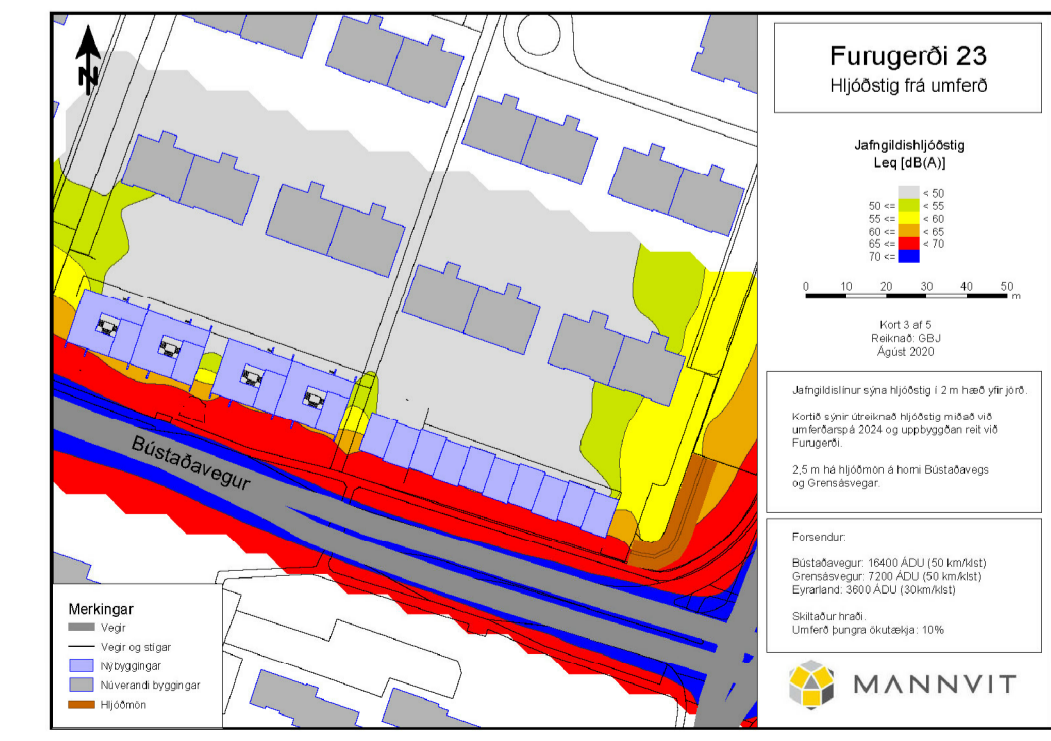 N
Bústaðavegur
Merkingar
Vegir
Vegir og stígar
Nýbyggingar
Núverandi byggingar
Hljóðmön
Furugerði 23
Hljóðstig frá umferð
Jafngildishljóðstig
Leq [dB(A)]
< 50
50 <= < 55
55 <= < 60
60 <= < 65
65 <= < 70
70 <=
0 10 20 30 40 50
m
Kort 3 af 5
Reiknað: GBJ
Ágúst 2020
Jafngildislínur sýna hljóðstig í 2 m hæð yfir jörð.
Kortið sýnir útreiknað hljóðstig miðað við
umferðarspá 2024 og uppbyggðan reit við
Furugerði.
2,5 m há hljóðmön á horni Bústaðavegs
og Grensásvegar.
Forsendur:
Bústaðavegur: 16400 ÁDU (50 km/klst)
Grensásvegur: 7200 ÁDU (50 km/klst)
Eyrarland: 3600 ÁDU (30km/klst)
Skiltaður hraði.
Umferð þungra ökutækja: 10%
MANNVIT